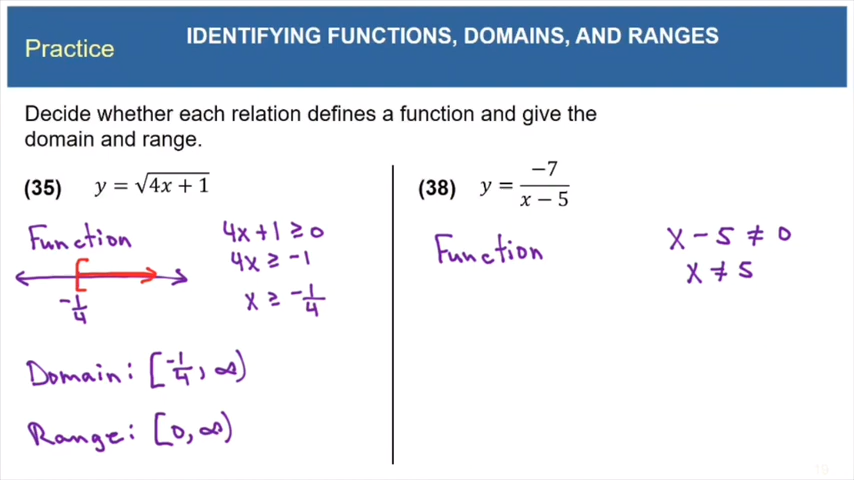 Practice
IDENTIFYING FUNCTIONS, DOMAINS, AND RANGES
Decide whether each relation defines a function and give the
domain and range.
(35) y = √(4x + 1)
Function
4x + 1 ≥ 0
4x ≥ -1
x ≥ -1/4
-1/4
Domain: [-1/4, ∞)
Range: [0, ∞)
(38) y = -7/(x - 5)
Function
x - 5 ≠ 0
x ≠ 5
19